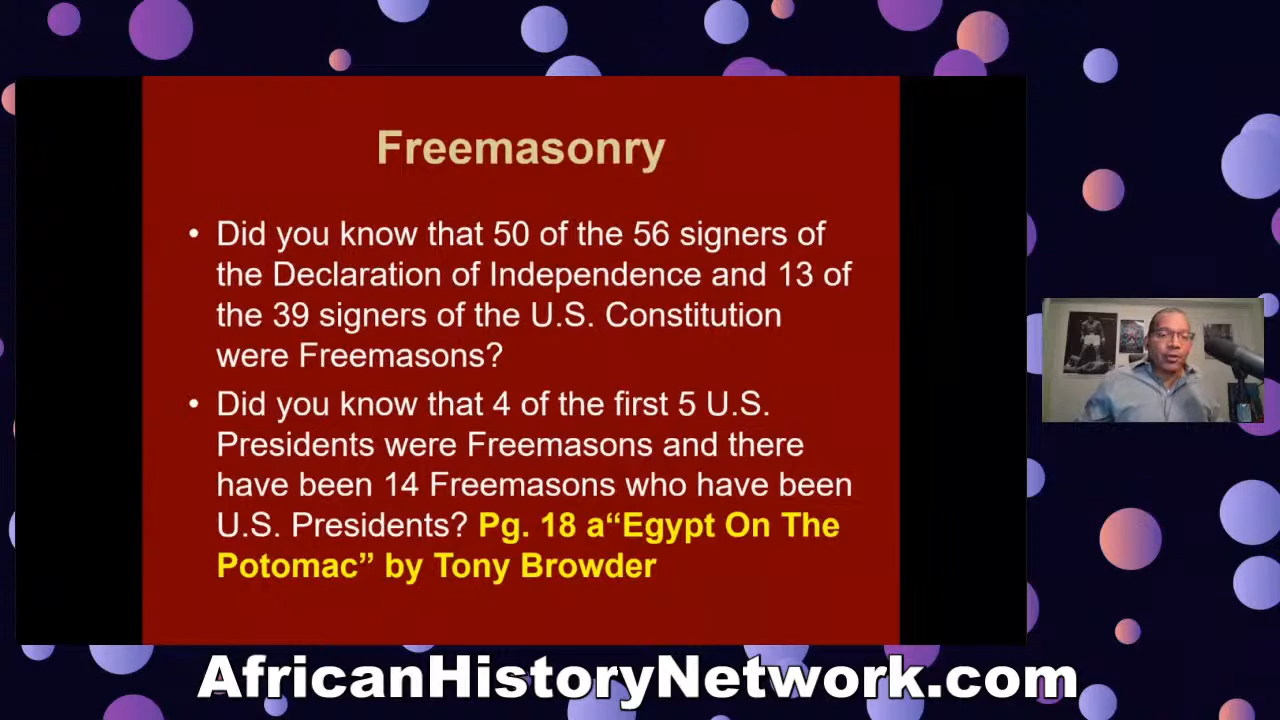 Freemasonry
• Did you know that 50 of the 56 signers of
the Declaration of Independence and 13 of
the 39 signers of the U.S. Constitution
were Freemasons?
• Did you know that 4 of the first 5 U.S.
Presidents were Freemasons and there
have been 14 Freemasons who have been
U.S. Presidents? Pg. 18 a“Egypt On The
Potomac” by Tony Browder
AfricanHistoryNetwork.com